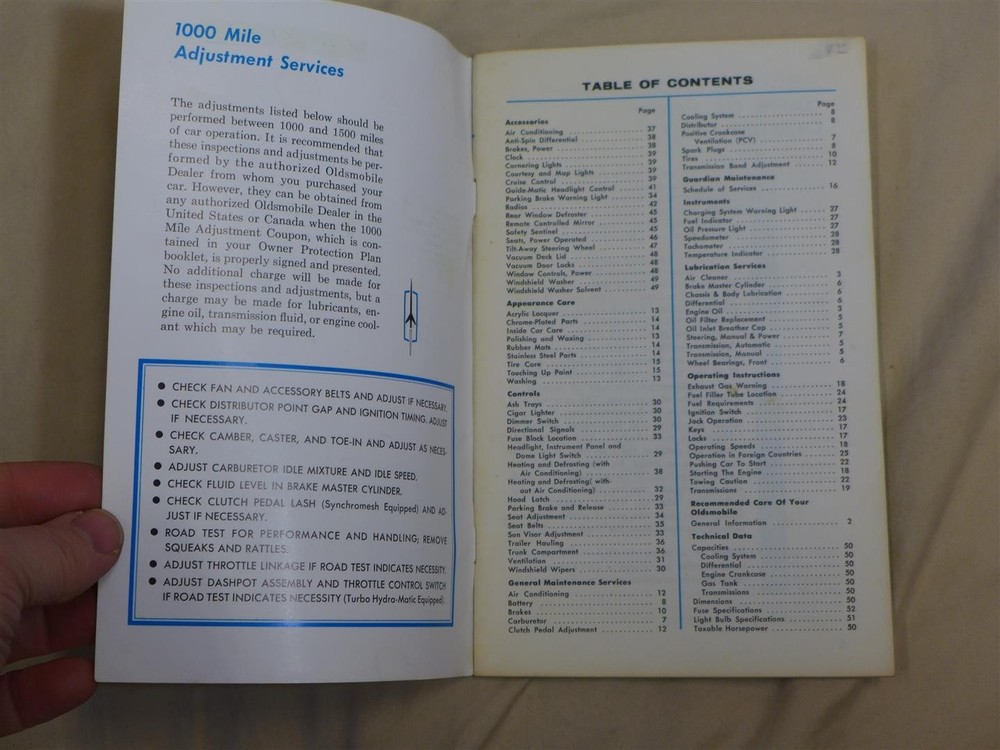 1000 Mile
Adjustment Services
The adjustments listed below should be
performed between 1000 and 1500 miles
of car operation. It is recommended that
these inspections and adjustments be per-
formed by the authorized Oldsmobile
Dealer from whom you purchased your
car. However, they can be obtained from
any authorized Oldsmobile Dealer in the
United States or Canada when the 1000
Mile Adjustment Coupon, which is con-
tained in your Owner Protection Plan
booklet, is properly signed and presented.
No additional charge will be made for
these inspections and adjustments, but a
charge may be made for lubricants, en-
gine oil, transmission fluid, or engine cool-
ant which may be required.
● CHECK FAN AND ACCESSORY BELTS AND ADJUST IF NECESSARY.
● CHECK DISTRIBUTOR POINT GAP AND IGNITION TIMING. ADJUST
IF NECESSARY.
● CHECK CAMBER, CASTER, AND TOE-IN AND ADJUST AS NECES-
SARY.
● ADJUST CARBURETOR IDLE MIXTURE AND IDLE SPEED.
● CHECK FLUID LEVEL IN BRAKE MASTER CYLINDER.
● CHECK CLUTCH PEDAL LASH (Synchromesh Equipped) AND AD-
JUST IF NECESSARY.
● ROAD TEST FOR PERFORMANCE AND HANDLING; REMOVE
SQUEAKS AND RATTLES.
● ADJUST THROTTLE LINKAGE IF ROAD TEST INDICATES NECESSITY.
● ADJUST DASHPOT ASSEMBLY AND THROTTLE CONTROL SWITCH
IF ROAD TEST INDICATES NECESSITY (Turbo Hydra-Matic Equipped).
TABLE OF CONTENTS
Page
Accessories
Air Conditioning 37
Anti-Spin Differential 38
Brakes, Power 38
Clock 39
Cornering Lights 39
Courtesy and Map Lights 39
Cruise Control 39
Guide-Matic Headlight Control 41
Parking Brake Warning Light 34
Radios 42
Rear Window Defroster 45
Remote Controlled Mirror 45
Safety Sentinel 45
Seats, Power Operated 46
Tilt-Away Steering Wheel 47
Vacuum Deck Lid 48
Vacuum Door Locks 48
Window Controls, Power 48
Windshield Washer 49
Windshield Washer Solvent 49
Appearance Care
Acrylic Lacquer 13
Chrome-Plated Parts 14
Inside Car Care 14
Polishing and Waxing 13
Rubber Mats 14
Stainless Steel Parts 14
Tire Care 15
Touching Up Paint 15
Washing 13
Controls
Ash Trays 30
Cigar Lighter 30
Dimmer Switch 30
Directional Signals 29
Fuse Block Location 33
Headlight, Instrument Panel and
Dome Light Switch 29
Heating and Defrosting (with
Air Conditioning) 38
Heating and Defrosting( with-
out Air Conditioning) 32
Hood Latch 29
Parking Brake and Release 33
Seat Adjustment 34
Seat Belts 35
Sun Visor Adjustment 33
Trailer Hauling 36
Trunk Compartment 36
Ventilation 31
Windshield Wipers 30
General Maintenance Services
Air Conditioning 12
Battery 8
Brakes 10
Carburetor 7
Clutch Pedal Adjustment 12
Page
Cooling System 8
Distributor 8
Positive Crankcase
Ventilation (PCV) 7
Spark Plugs 8
Tires 10
Transmission Band Adjustment 12
Guardian Maintenance
Schedule of Services 16
Instruments
Charging System Warning Light 27
Fuel Indicator 27
Oil Pressure Light 27
Speedometer 28
Tachometer 28
Temperature Indicator 28
Lubrication Services
Air Cleaner 3
Brake Master Cylinder 6
Chassis & Body Lubrication 6
Differential 6
Engine Oil 3
Oil Filter Replacement 5
Oil Inlet Breather Cap 5
Steering, Manual & Power 7
Transmission, Automatic 5
Transmission, Manual 5
Wheel Bearings, Front 6
Operating Instructions
Exhaust Gas Warning 18
Fuel Filler Tube Location 24
Fuel Requirements 24
Ignition Switch 17
Jack Operation 23
Keys 17
Locks 17
Operating Speeds 18
Operation in Foreign Countries 25
Pushing Car To Start 22
Starting The Engine 18
Towing Caution 22
Transmissions 19
Recommended Care Of Your
Oldsmobile
General Information 2
Technical Data
Capacities 50
Cooling System 50
Differential 50
Engine Crankcase 50
Gas Tank 50
Transmissions 50
Dimensions 50
Fuse Specifications 52
Light Bulb Specifications 51
Taxable Horsepower 50